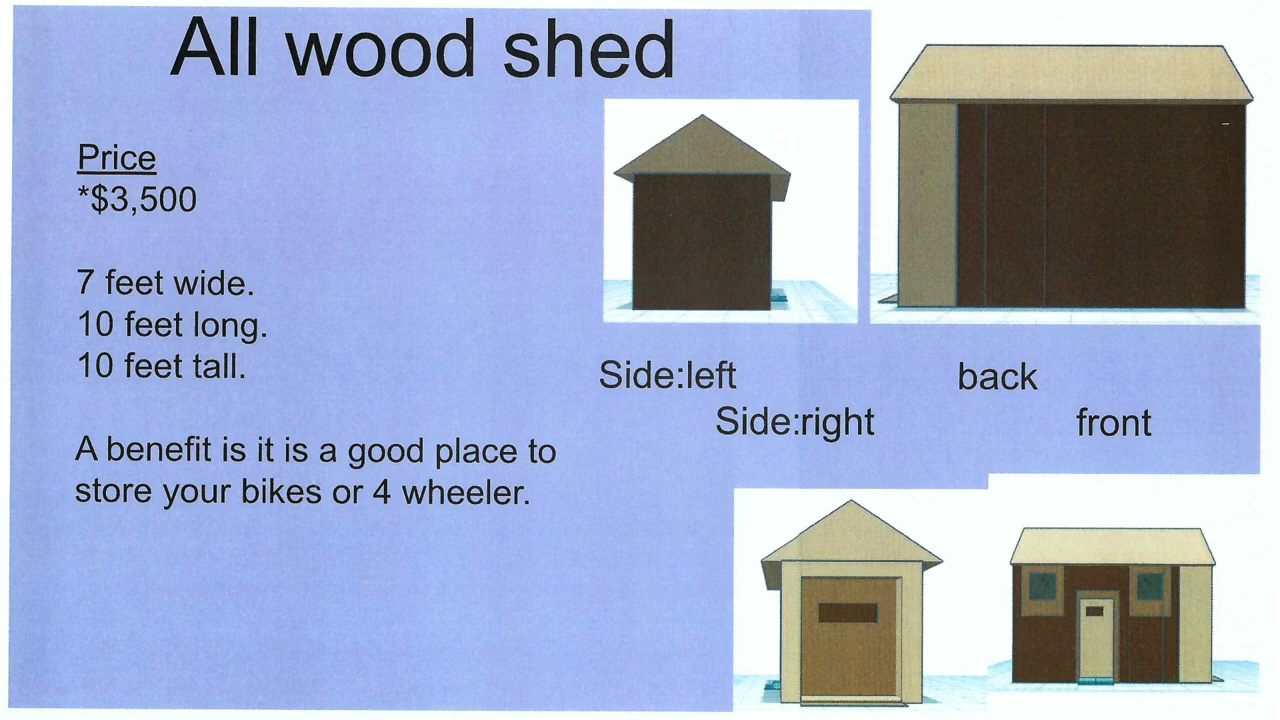 All wood shed
Price
*$3,500
7 feet wide.
10 feet long.
10 feet tall.
A benefit is it is a good place to
store your bikes or 4 wheeler.
Side:left
back
Side:right
front